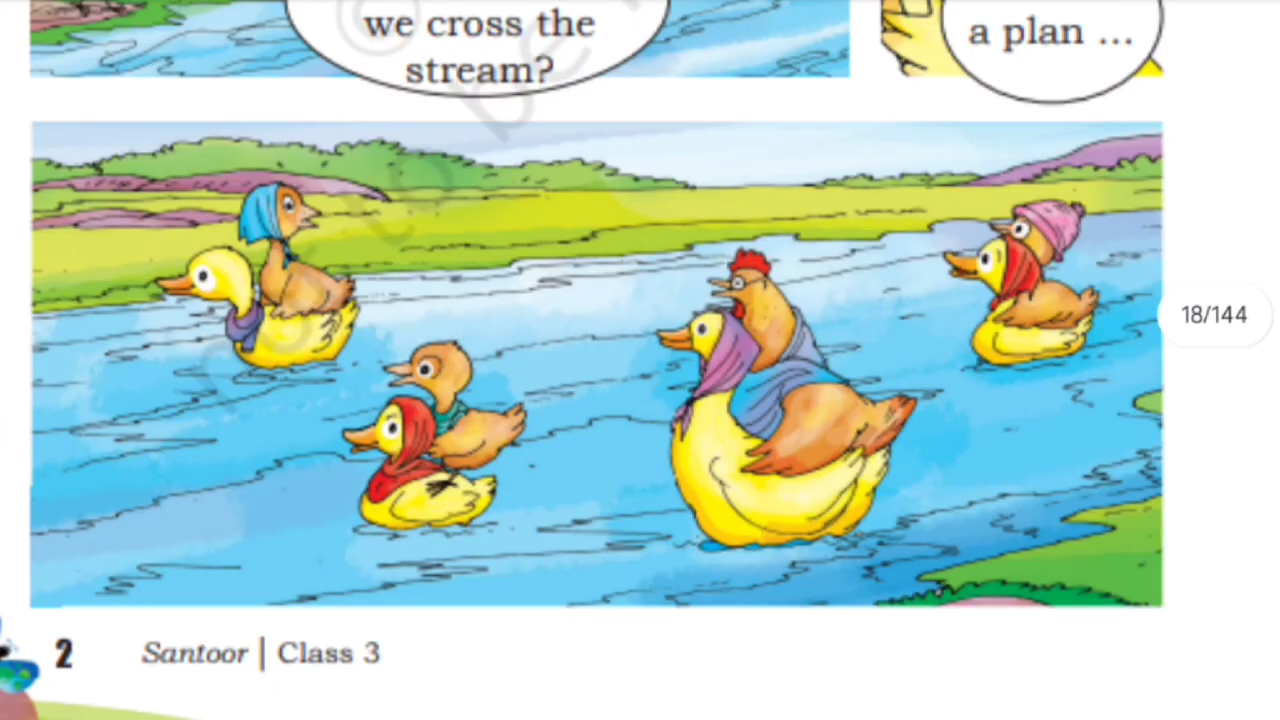 we cross the
stream?
a plan ...
18/144
2 Santoor | Class 3